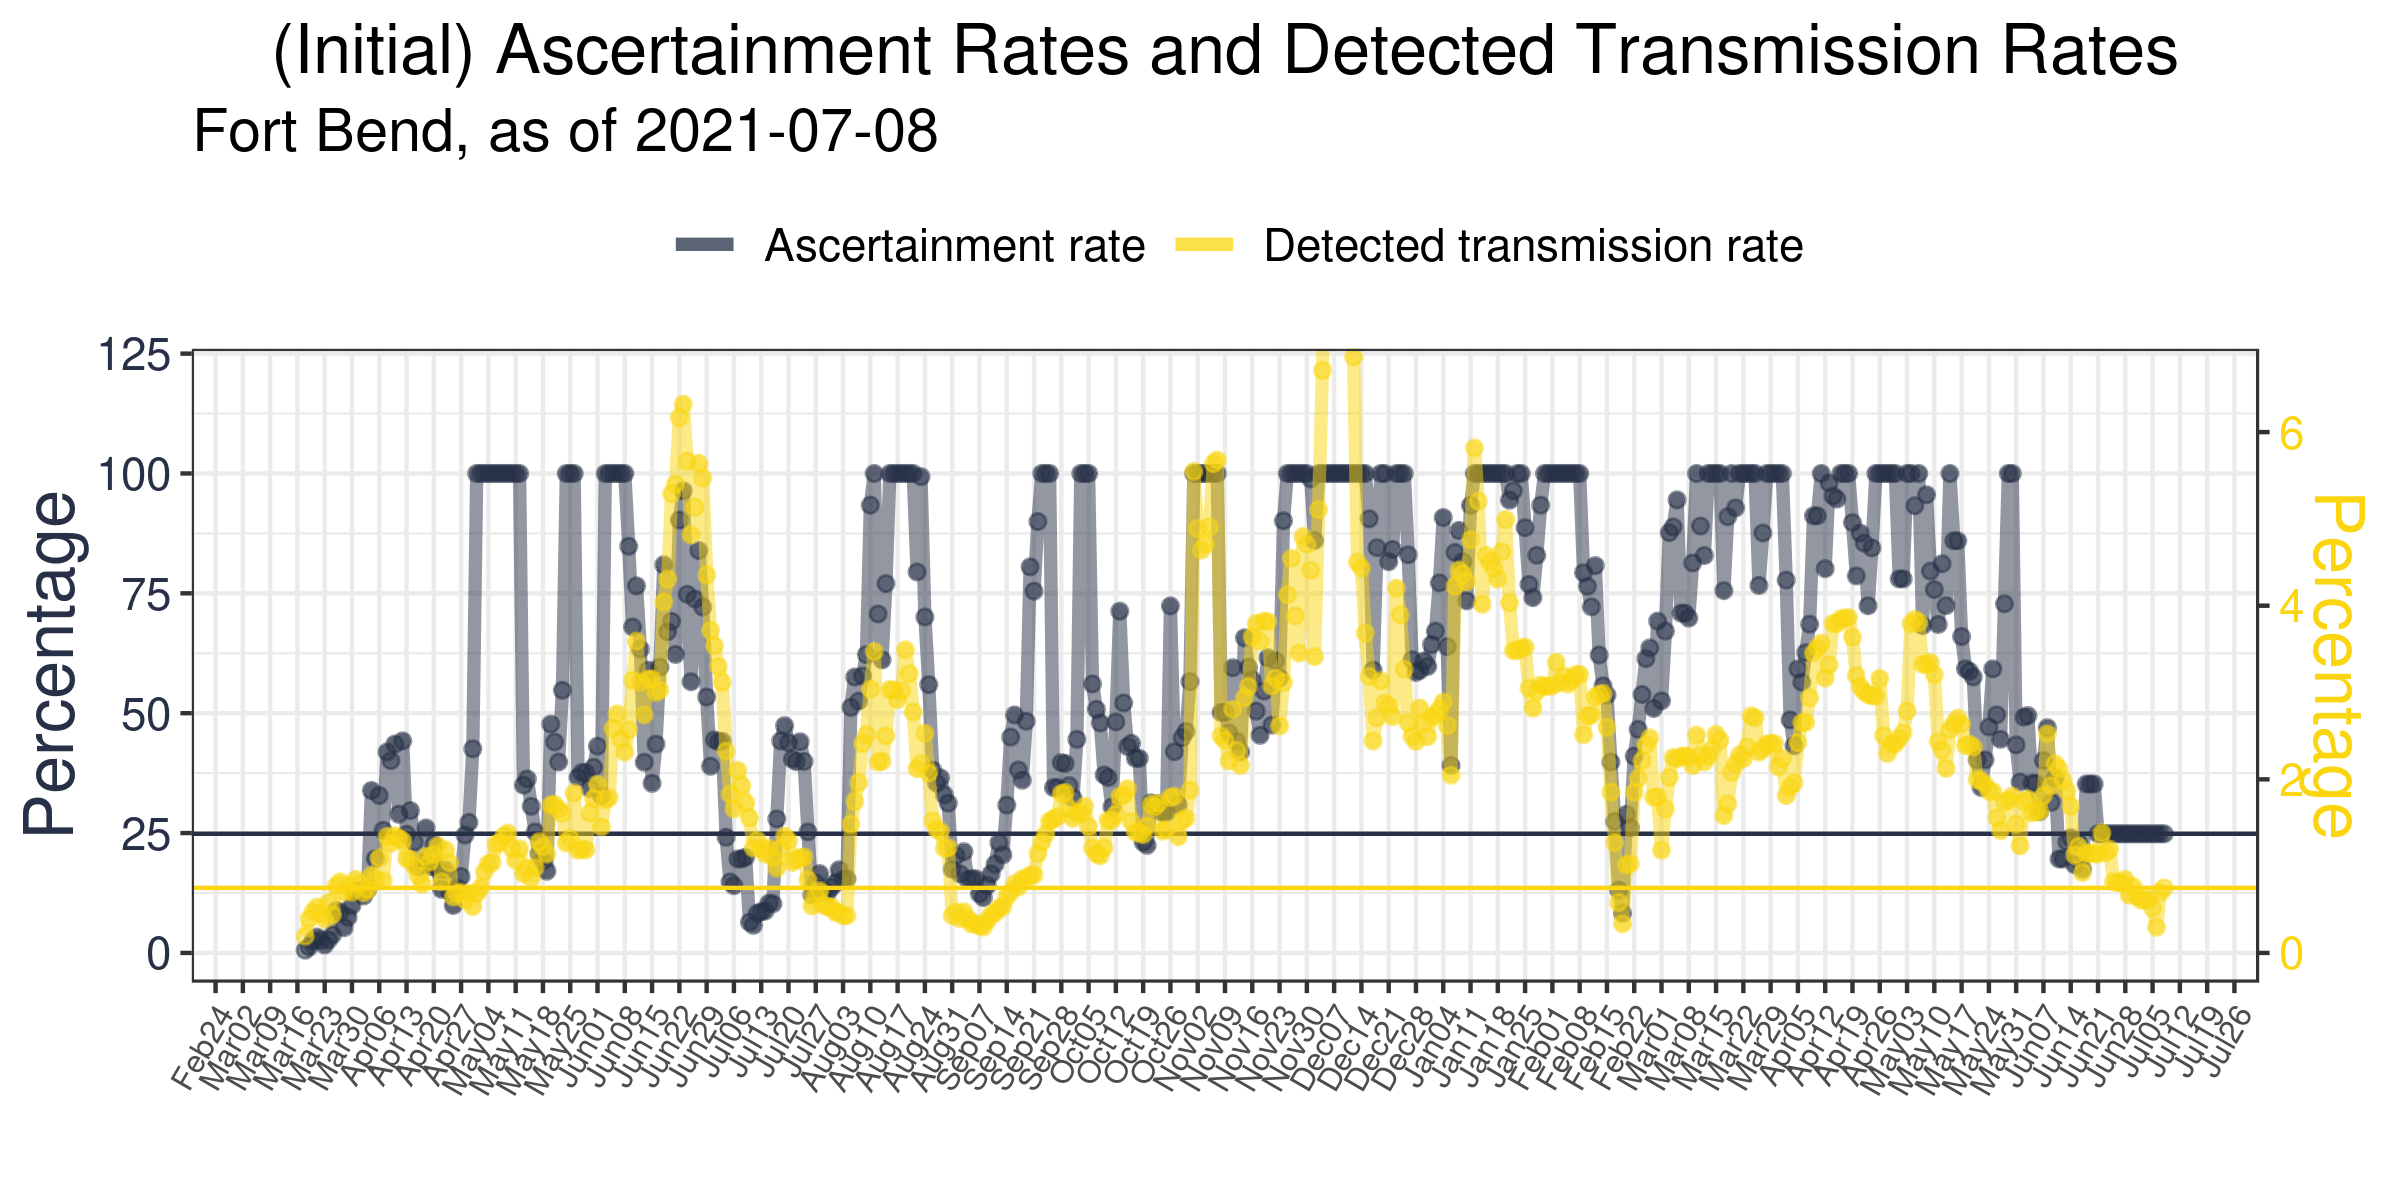 (Initial) Ascertainment Rates and Detected Transmission Rates
Fort Bend, as of 2021-07-08
Ascertainment rate
Detected transmission rate
Percentage
125
100
75
50
25
0
6
4
2
0
Percentage
Feb24
Mar02
Mar09
Mar16
Mar23
Mar30
Apr06
Apr13
Apr20
Apr27
May04
May11
May18
May25
Jun01
Jun08
Jun15
Jun22
Jun29
Jul06
Jul13
Jul20
Jul27
Aug03
Aug10
Aug17
Aug24
Aug31
Sep07
Sep14
Sep21
Sep28
Oct05
Oct12
Oct19
Oct26
Nov02
Nov09
Nov16
Nov23
Nov30
Dec07
Dec14
Dec21
Dec28
Jan04
Jan11
Jan18
Jan25
Feb01
Feb08
Feb15
Feb22
Mar01
Mar08
Mar15
Mar22
Mar29
Apr05
Apr12
Apr19
Apr26
May03
May10
May17
May24
May31
Jun07
Jun14
Jun21
Jun28
Jul05
Jul12
Jul19
Jul26